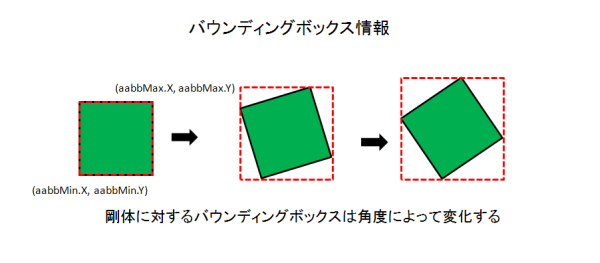 バウンディングボックス情報
(aabbMax.X, aabbMax.Y)
(aabbMin.X, aabbMin.Y)
剛体に対するバウンディングボックスは角度によって変化する